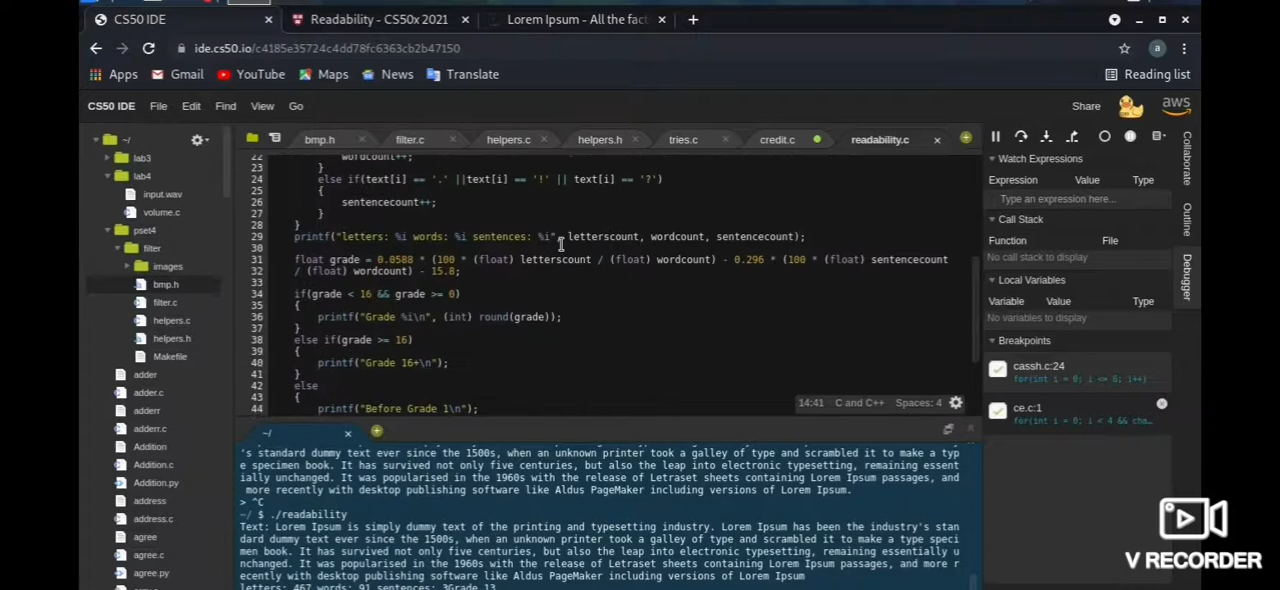 CS50 IDE
Readability - CS50x 2021
Lorem Ipsum - All the fact
ide.cs50.io/c4185e35724c4dd78fc6363cb2b47150
a
Apps Gmail YouTube Maps News Translate
Reading list
CS50 IDE File Edit Find View Go
Share
aws
~/
lab3
lab4
input.wav
volume.c
pset4
filter
images
bmp.h
filter.c
helpers.c
helpers.h
Makefile
adder
adder.c
adderr
adderr.c
Addition
Addition.c
Addition.py
address
address.c
agree
agree.c
agree.py
bmp.h filter.c helpers.c helpers.h tries.c credit.c readability.c
22 wordcount++;
23 }
24 else if(text[i] == '.' ||text[i] == '!' || text[i] == '?')
25 {
26 sentencecount++;
27 }
28 }
29 printf("letters: %i words: %i sentences: %i", letterscount, wordcount, sentencecount);
30
31 float grade = 0.0588 * (100 * (float) letterscount / (float) wordcount) - 0.296 * (100 * (float) sentencecount
32 / (float) wordcount) - 15.8;
33
34 if(grade < 16 && grade >= 0)
35 {
36 printf("Grade %i\n", (int) round(grade));
37 }
38 else if(grade >= 16)
39 {
40 printf("Grade 16+\n");
41 }
42 else
43 {
44 printf("Before Grade 1\n");
14:41 C and C++ Spaces: 4
~/
's standard dummy text ever since the 1500s, when an unknown printer took a galley of type and scrambled it to make a typ
e specimen book. It has survived not only five centuries, but also the leap into electronic typesetting, remaining essent
ially unchanged. It was popularised in the 1960s with the release of Letraset sheets containing Lorem Ipsum passages, and
more recently with desktop publishing software like Aldus PageMaker including versions of Lorem Ipsum.
> ^C
~/ $ ./readability
Text: Lorem Ipsum is simply dummy text of the printing and typesetting industry. Lorem Ipsum has been the industry's stan
dard dummy text ever since the 1500s, when an unknown printer took a galley of type and scrambled it to make a type speci
men book. It has survived not only five centuries, but also the leap into electronic typesetting, remaining essentially u
nchanged. It was popularised in the 1960s with the release of Letraset sheets containing Lorem Ipsum passages, and more r
ecently with desktop publishing software like Aldus PageMaker including versions of Lorem Ipsum
letters: 467 words: 91 sentences: 3Grade 13
Watch Expressions
Expression Value Type
Type an expression here...
Call Stack
Function File
No call stack to display
Local Variables
Variable Value Type
No variables to display
Breakpoints
cassh.c:24
for(int i = 0; i <= 6; i++)
ce.c:1
for(int i = 0; i < 4 && cha...
Collaborate
Outline
Debugger
V RECORDER